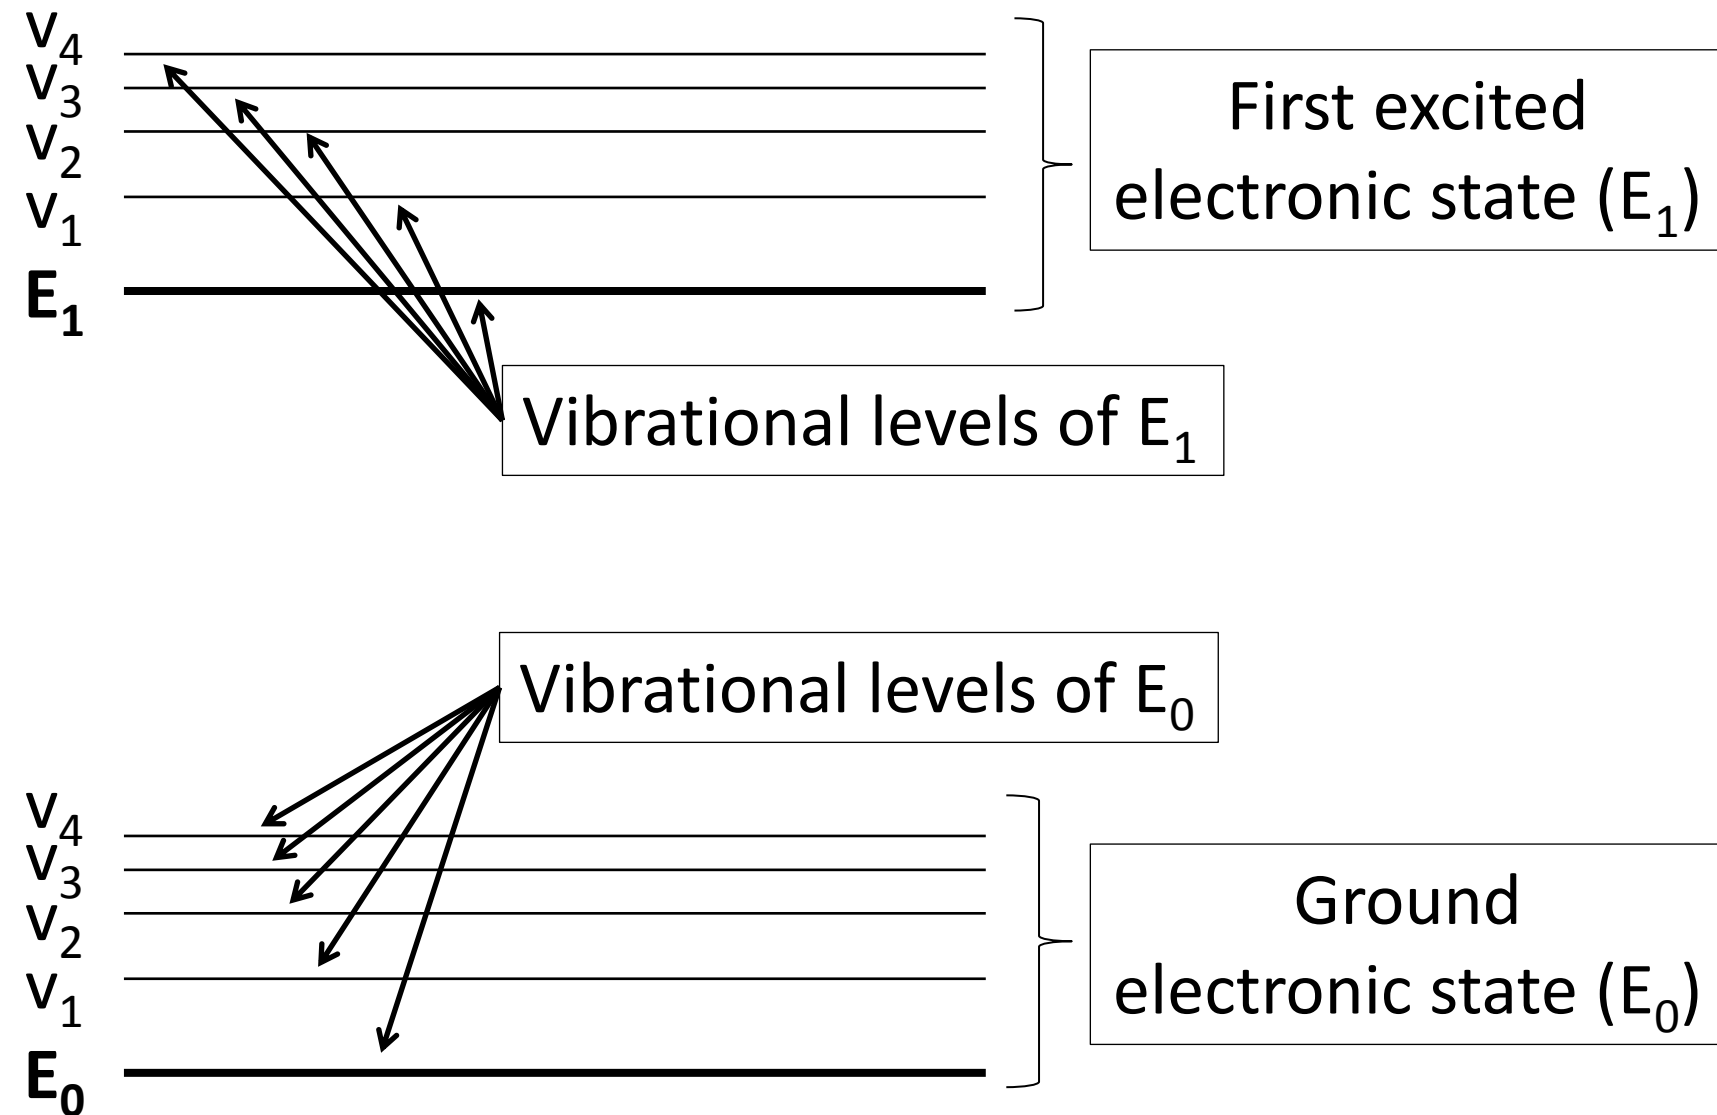 v₄
v₃
v₂
v₁
E₁
First excited
electronic state (E₁)
Vibrational levels of E₁
Vibrational levels of E₀
v₄
v₃
v₂
v₁
E₀
Ground
electronic state (E₀)